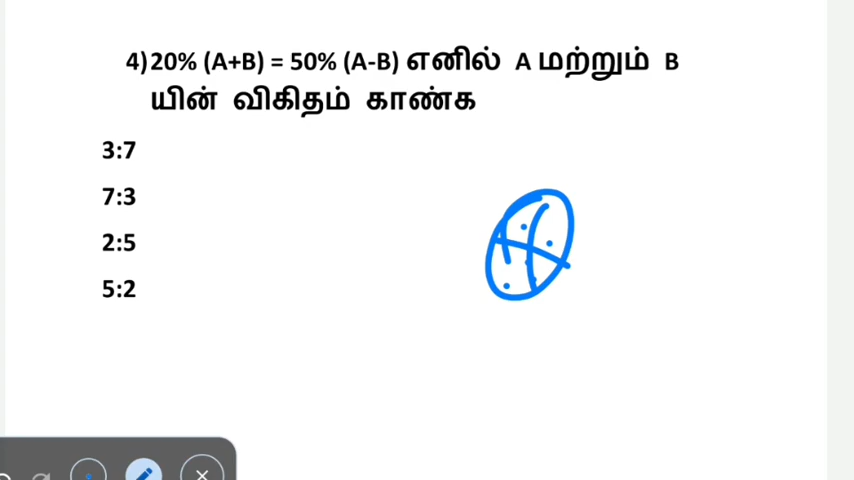 4)20% (A+B) = 50% (A-B) எனில் A மற்றும் B
யின் விகிதம் காண்க
3:7
7:3
2:5
5:2